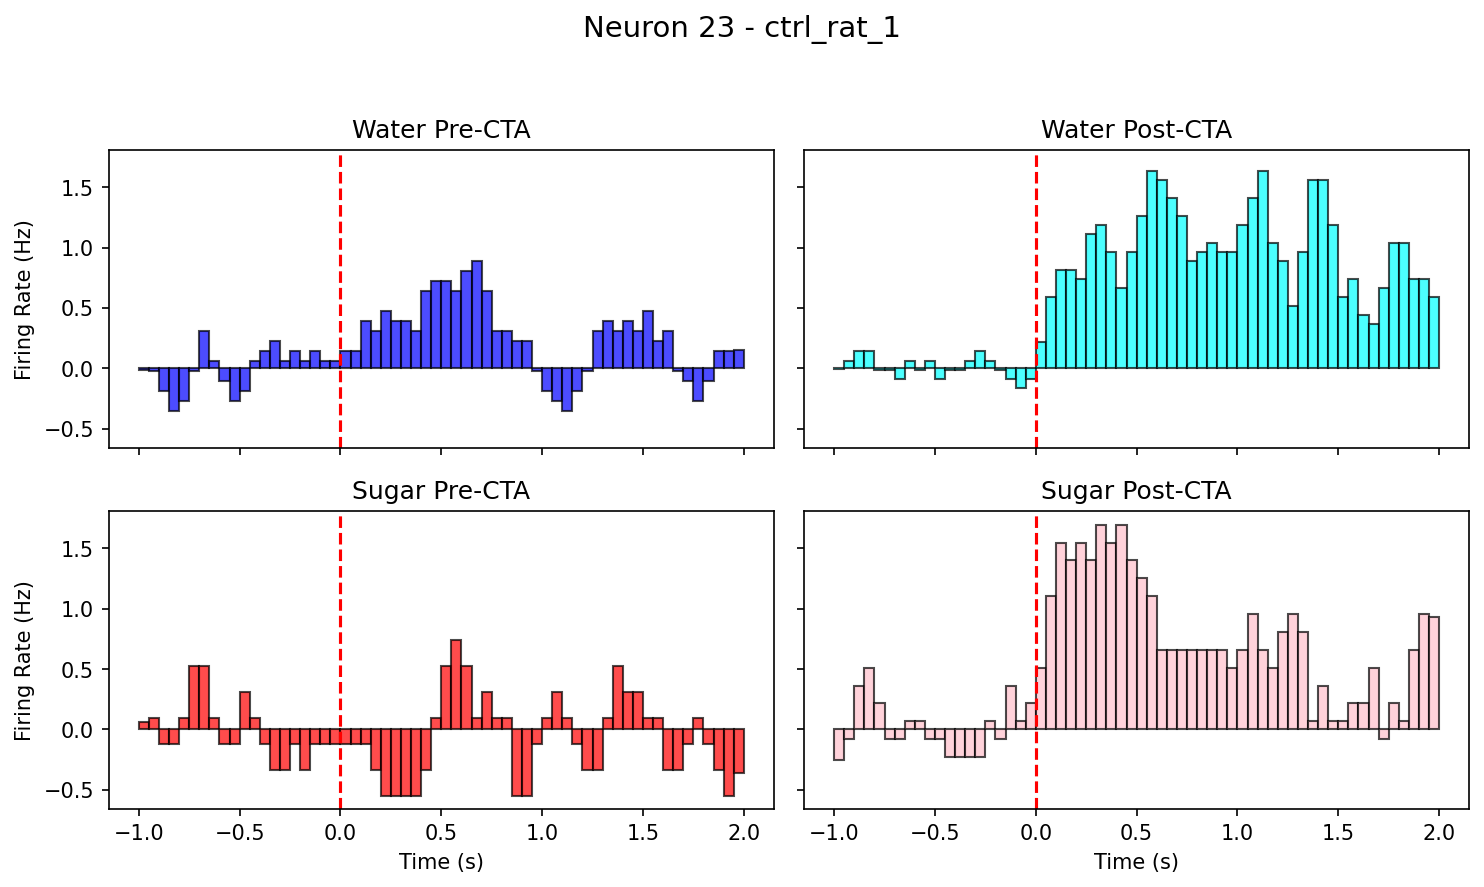 Neuron 23 - ctrl_rat_1
Water Pre-CTA
Water Post-CTA
Firing Rate (Hz)
1.5
1.0
0.5
0.0
−0.5
Sugar Pre-CTA
Sugar Post-CTA
Firing Rate (Hz)
1.5
1.0
0.5
0.0
−0.5
−1.0 −0.5 0.0 0.5 1.0 1.5 2.0
−1.0 −0.5 0.0 0.5 1.0 1.5 2.0
Time (s)
Time (s)